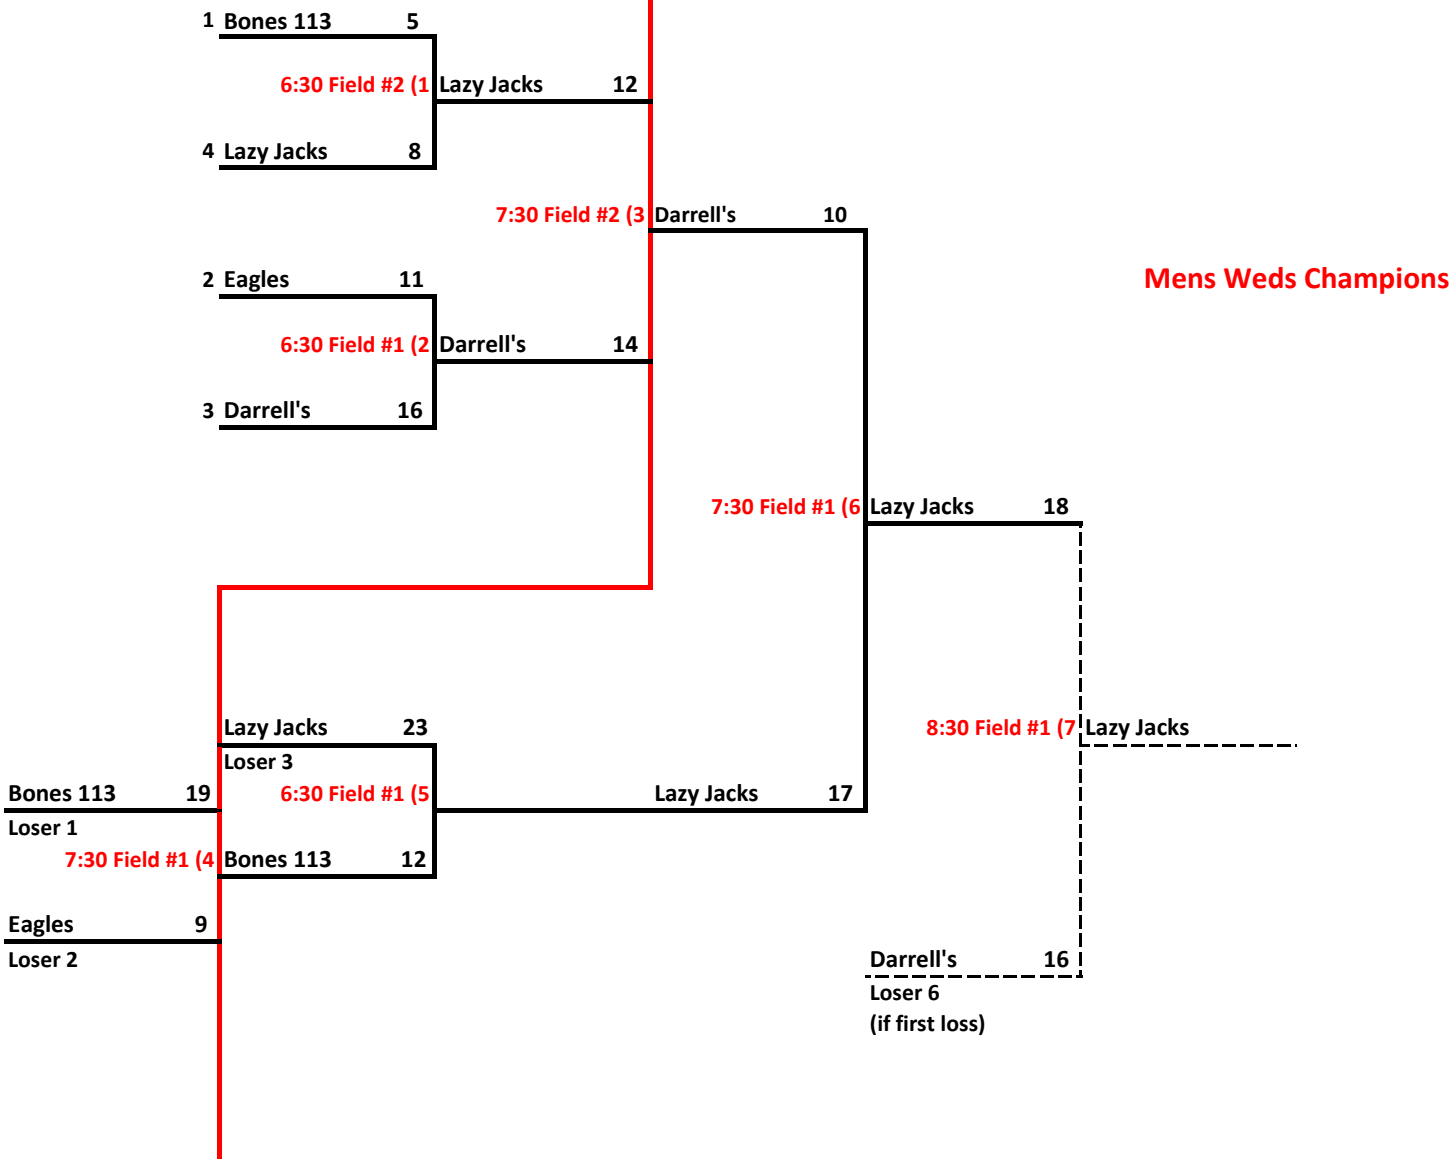 1 Bones 113 5
6:30 Field #2 (1 Lazy Jacks 12
4 Lazy Jacks 8
7:30 Field #2 (3 Darrell's 10
2 Eagles 11
Mens Weds Champions
6:30 Field #1 (2 Darrell's 14
3 Darrell's 16
7:30 Field #1 (6 Lazy Jacks 18
Lazy Jacks 23
8:30 Field #1 (7 Lazy Jacks
Loser 3
Bones 113 19 6:30 Field #1 (5 Lazy Jacks 17
Loser 1
7:30 Field #1 (4 Bones 113 12
Eagles 9
Loser 2
Darrell's 16
Loser 6
(if first loss)